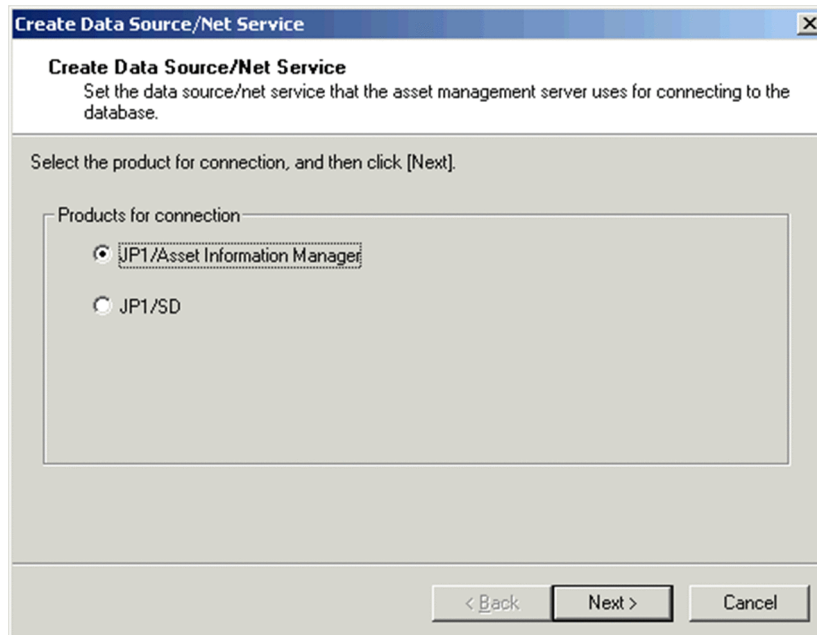 Create Data Source/Net Service
Create Data Source/Net Service
Set the data source/net service that the asset management server uses for connecting to the
database.
Select the product for connection, and then click [Next].
Products for connection
JP1/Asset Information Manager
JP1/SD
< Back
Next >
Cancel